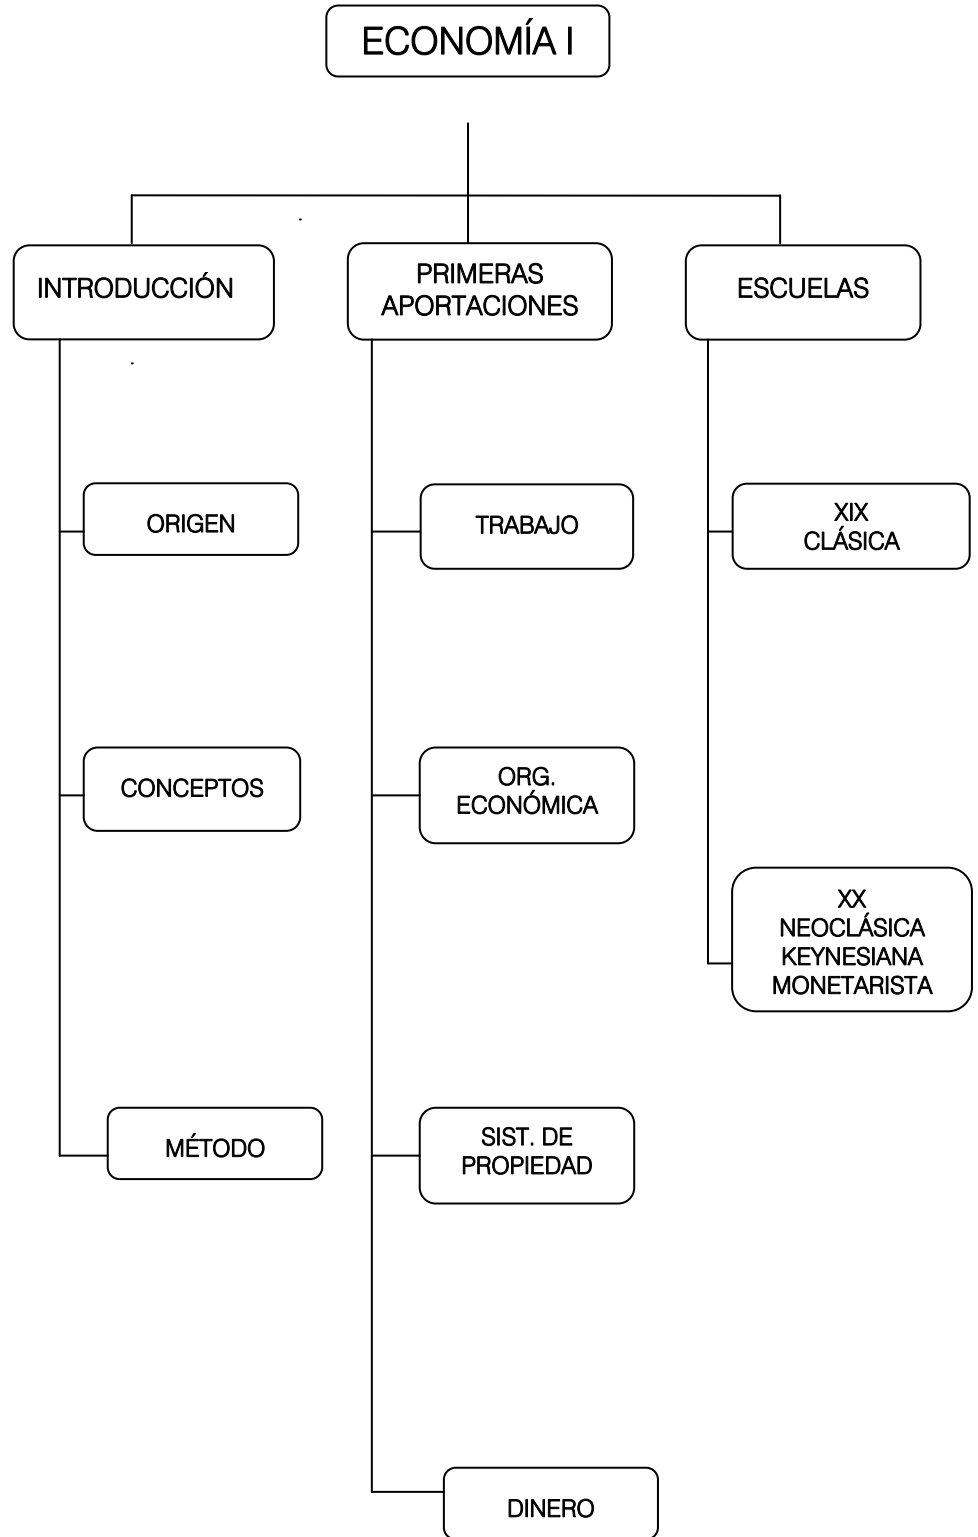 ECONOMÍA I
INTRODUCCIÓN
PRIMERAS
APORTACIONES
ESCUELAS
ORIGEN
TRABAJO
XIX
CLÁSICA
CONCEPTOS
ORG.
ECONÓMICA
XX
NEOCLÁSICA
KEYNESIANA
MONETARISTA
MÉTODO
SIST. DE
PROPIEDAD
DINERO